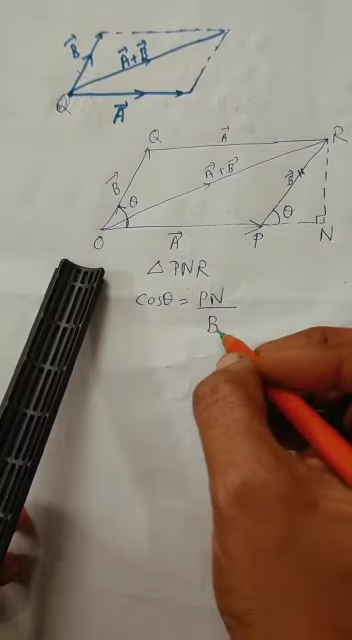 B⃗
A⃗+B⃗
Q
A⃗
Q
A⃗
R
B⃗
A⃗+B⃗
B⃗
θ
θ
O
A⃗
P
N
△ PNR
cosθ = PN
B